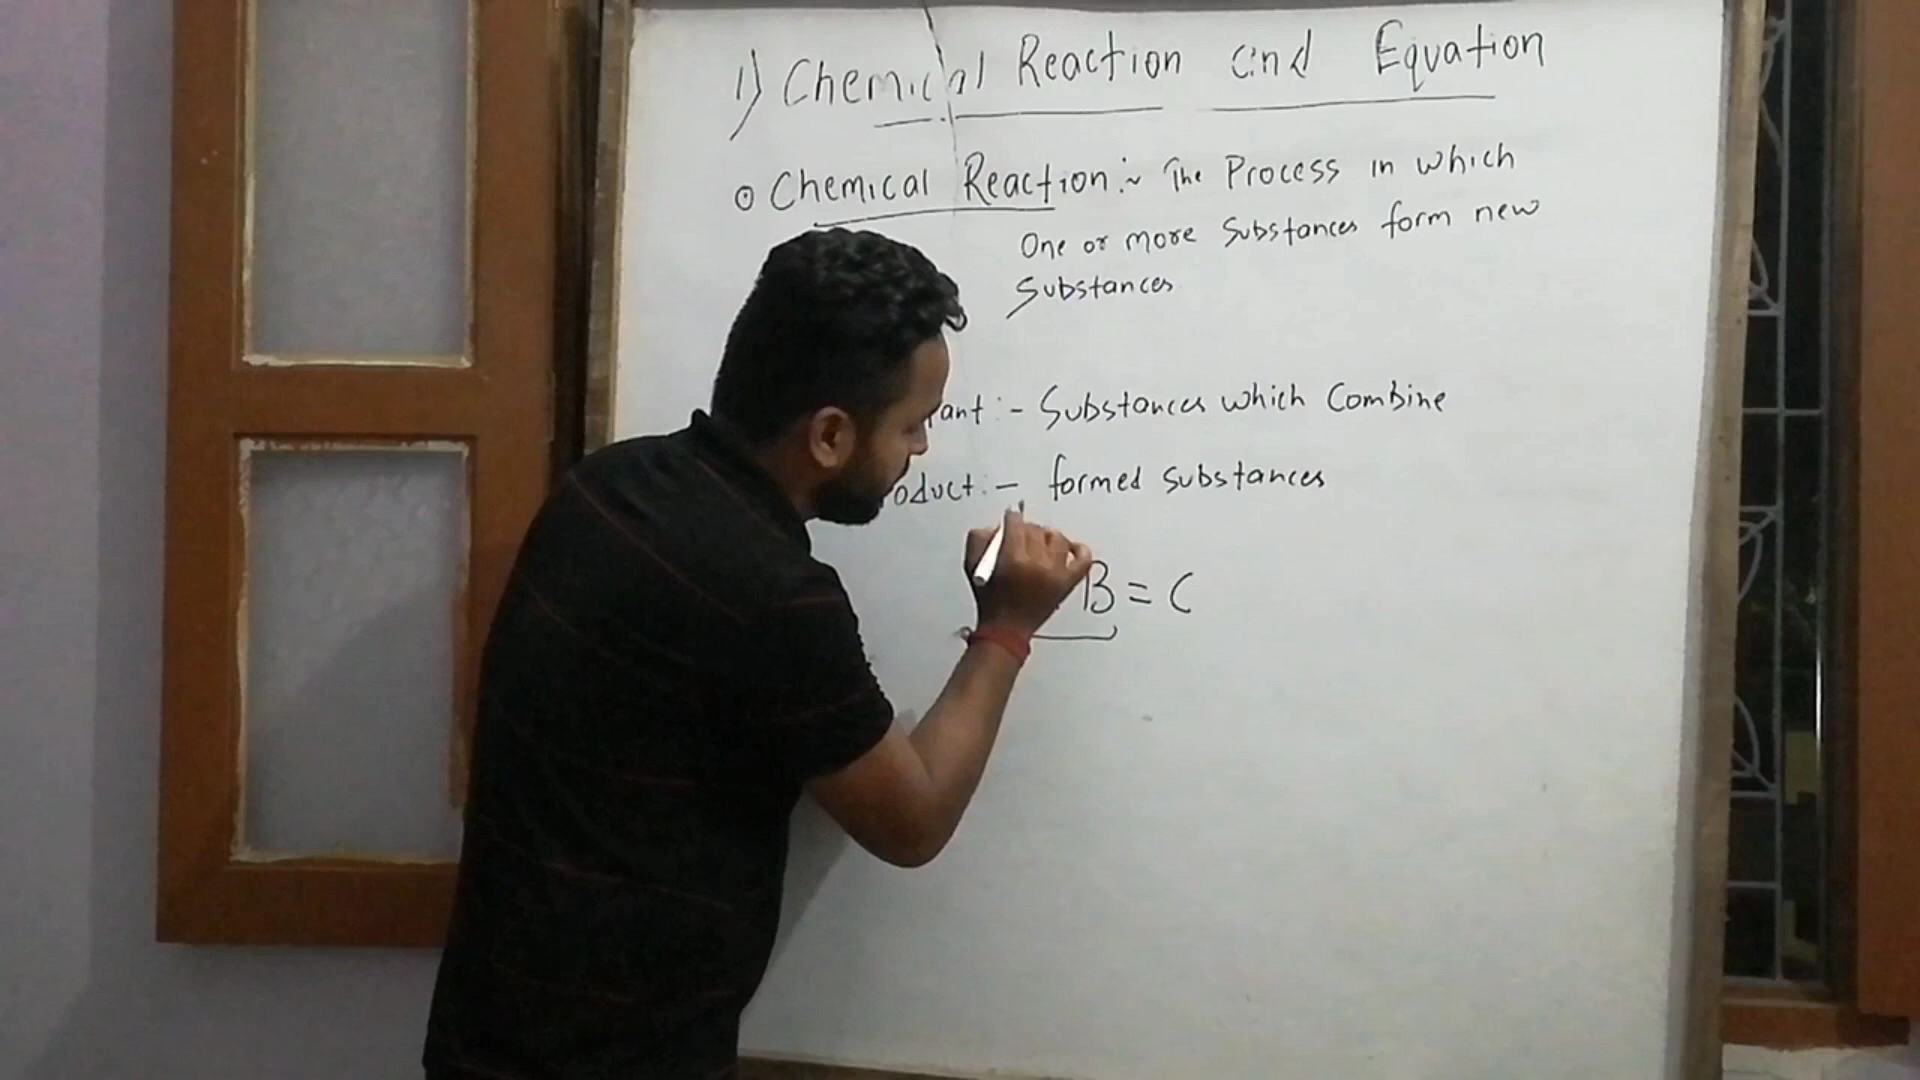 1) Chemical Reaction and Equation
⊙ Chemical Reaction :~ The Process in which
One or more Substances form new
Substances
tant :- Substances which Combine
oduct :- formed substances
B = C